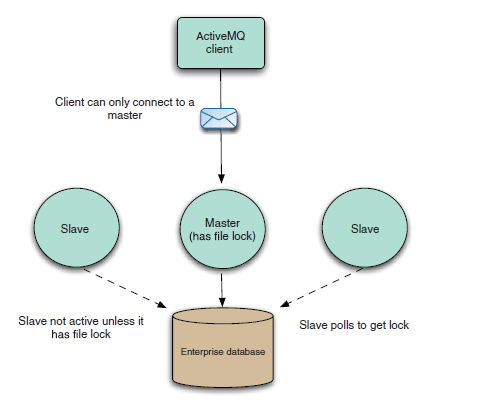 ActiveMQ
client
Client can only connect to a
master
Slave
Master
(has file lock)
Slave
Slave not active unless it
has file lock
Enterprise database
Slave polls to get lock